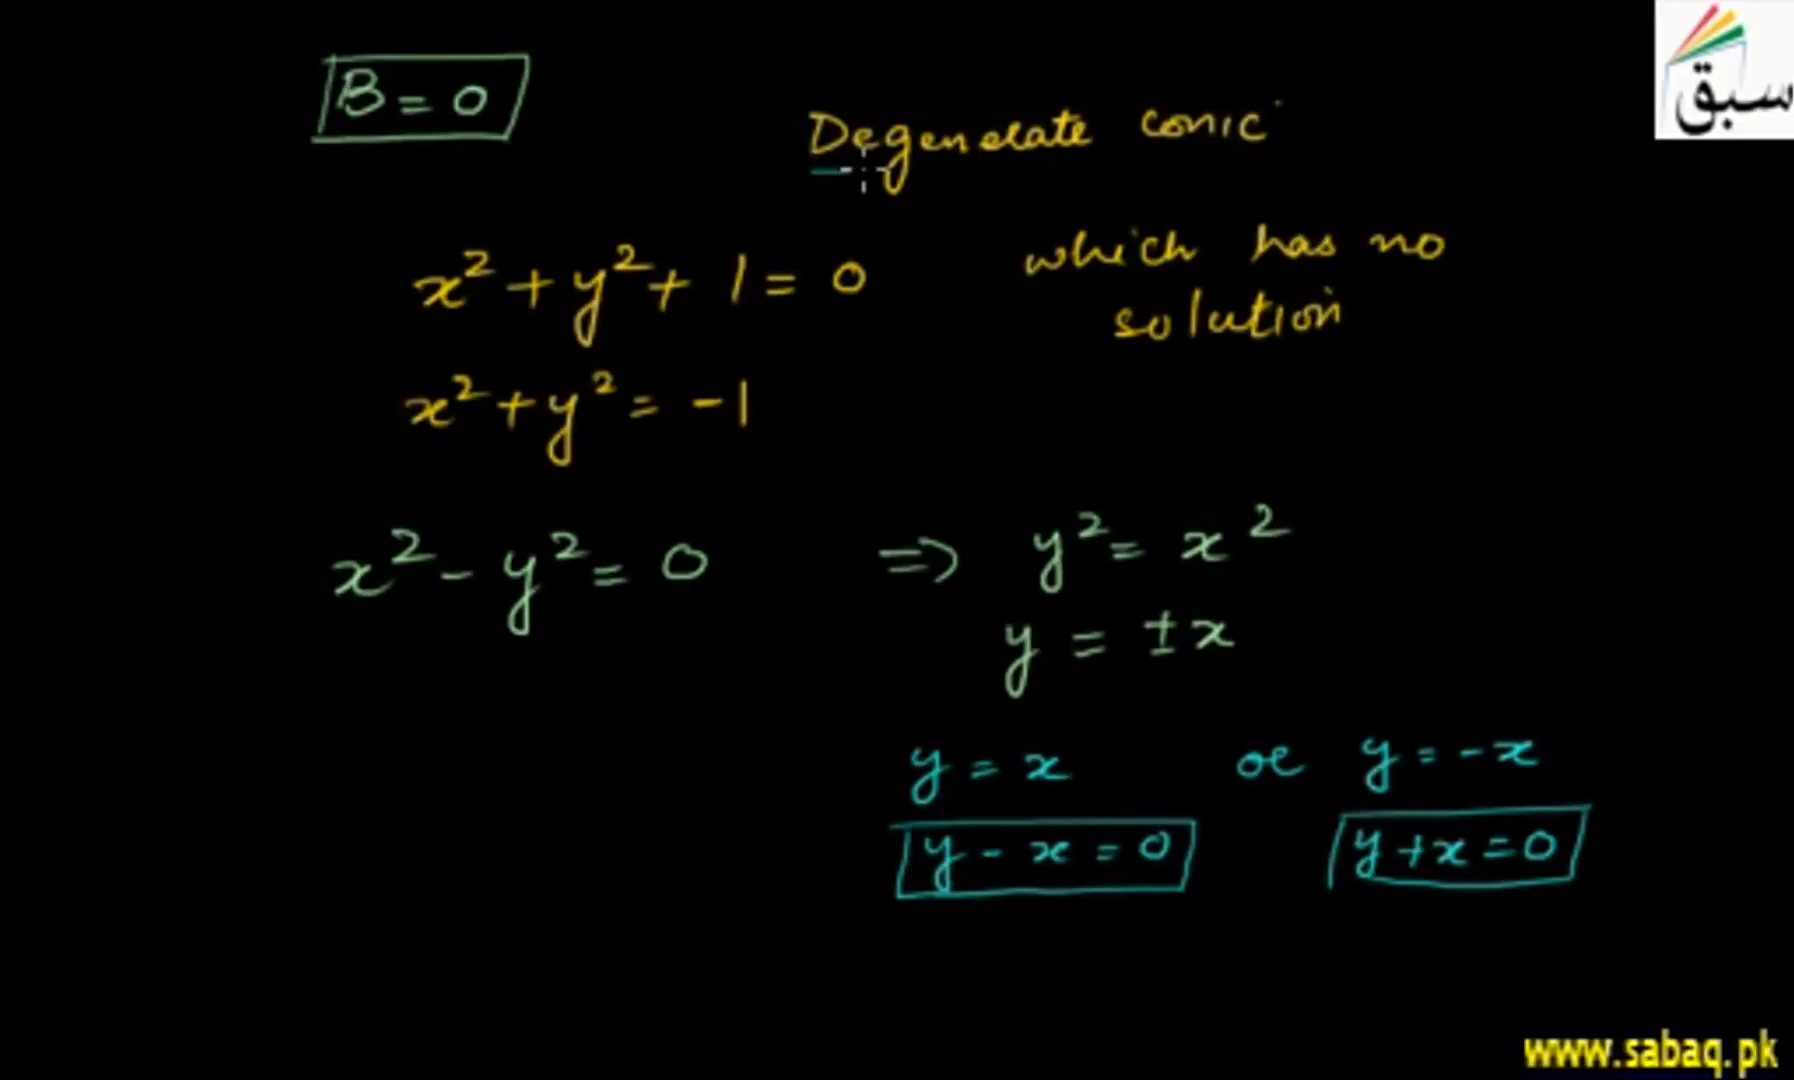 B = 0
Degenerate conic
x² + y² + 1 = 0
which has no
solution
x² + y² = -1
x² - y² = 0 => y² = x²
y = ±x
y = x or y = -x
y - x = 0 y + x = 0
سبق
www.sabaq.pk